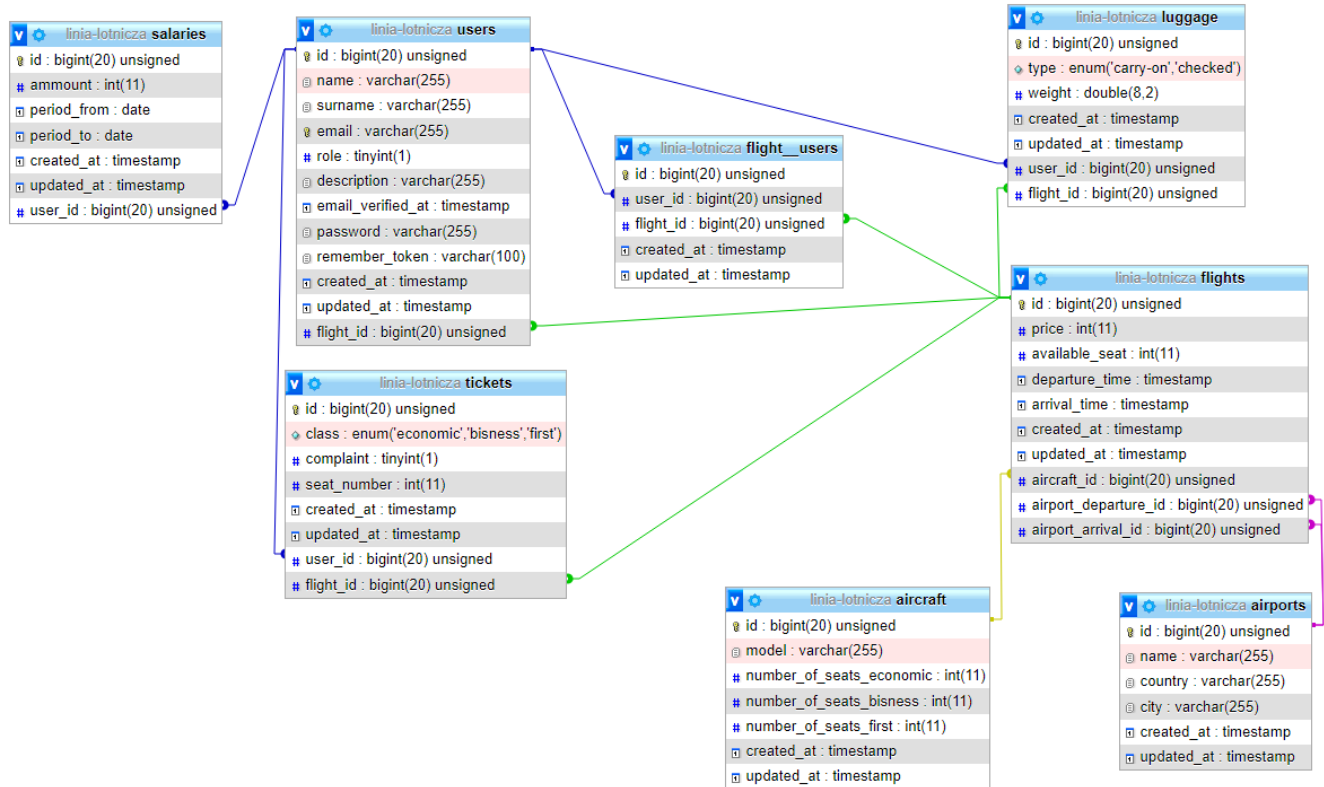 linia-lotnicza salaries
id : bigint(20) unsigned
ammount : int(11)
period_from : date
period_to : date
created_at : timestamp
updated_at : timestamp
user_id : bigint(20) unsigned
linia-lotnicza users
id : bigint(20) unsigned
name : varchar(255)
surname : varchar(255)
email : varchar(255)
role : tinyint(1)
description : varchar(255)
email_verified_at : timestamp
password : varchar(255)
remember_token : varchar(100)
created_at : timestamp
updated_at : timestamp
flight_id : bigint(20) unsigned
linia-lotnicza flight__users
id : bigint(20) unsigned
user_id : bigint(20) unsigned
flight_id : bigint(20) unsigned
created_at : timestamp
updated_at : timestamp
linia-lotnicza luggage
id : bigint(20) unsigned
type : enum('carry-on','checked')
weight : double(8,2)
created_at : timestamp
updated_at : timestamp
user_id : bigint(20) unsigned
flight_id : bigint(20) unsigned
linia-lotnicza flights
id : bigint(20) unsigned
price : int(11)
available_seat : int(11)
departure_time : timestamp
arrival_time : timestamp
created_at : timestamp
updated_at : timestamp
aircraft_id : bigint(20) unsigned
airport_departure_id : bigint(20) unsigned
airport_arrival_id : bigint(20) unsigned
linia-lotnicza tickets
id : bigint(20) unsigned
class : enum('economic','bisness','first')
complaint : tinyint(1)
seat_number : int(11)
created_at : timestamp
updated_at : timestamp
user_id : bigint(20) unsigned
flight_id : bigint(20) unsigned
linia-lotnicza aircraft
id : bigint(20) unsigned
model : varchar(255)
number_of_seats_economic : int(11)
number_of_seats_bisness : int(11)
number_of_seats_first : int(11)
created_at : timestamp
updated_at : timestamp
linia-lotnicza airports
id : bigint(20) unsigned
name : varchar(255)
country : varchar(255)
city : varchar(255)
created_at : timestamp
updated_at : timestamp